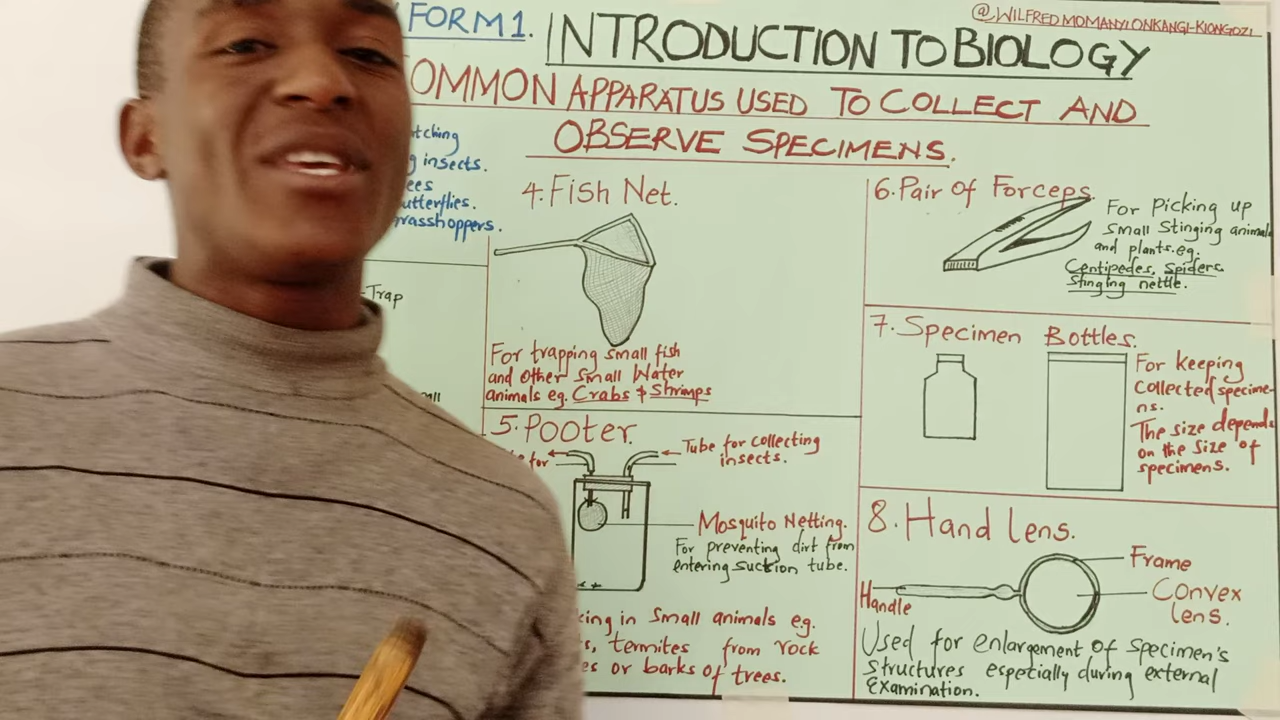 FORM 1.
@WILFREDMOMANYIONKANGI-KIONGOZI
INTRODUCTION TO BIOLOGY
OMMON APPARATUS USED TO COLLECT AND
OBSERVE SPECIMENS.
tching
g insects.
ees
utterflies.
rasshoppers.
-Trap
all
4. Fish Net.
For trapping small fish
and other Small Water
animals eg. Crabs & Shrimps
5. Pooter.
for
Tube for collecting
insects.
Mosquito Netting.
For preventing dirt from
entering suction tube.
king in Small animals eg.
s, termites from rock
es or barks of trees.
6. Pair of Forceps.
For Picking up
Small Stinging animal
and plants. eg.
Centipedes, Spiders.
Stinging nettle.
7. Specimen Bottles.
For keeping
Collected specime-
ns.
The size depends
on the size of
specimens.
8. Hand lens.
Frame
Handle
Convex
lens.
Used for enlargement of specimen's
Structures especially during external
Examination.